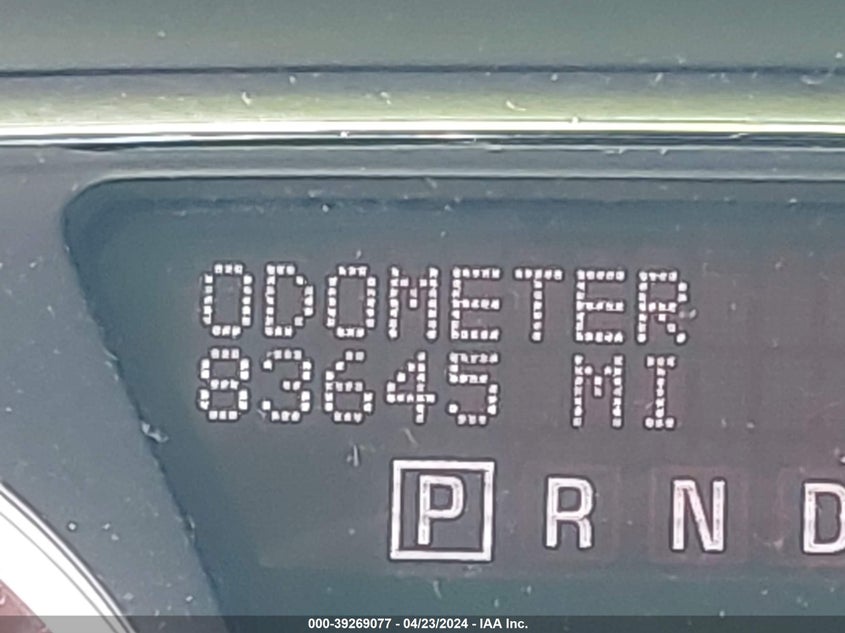 ODOMETER
83645 MI
P R N D
000-39269077 - 04/23/2024 - IAA Inc.